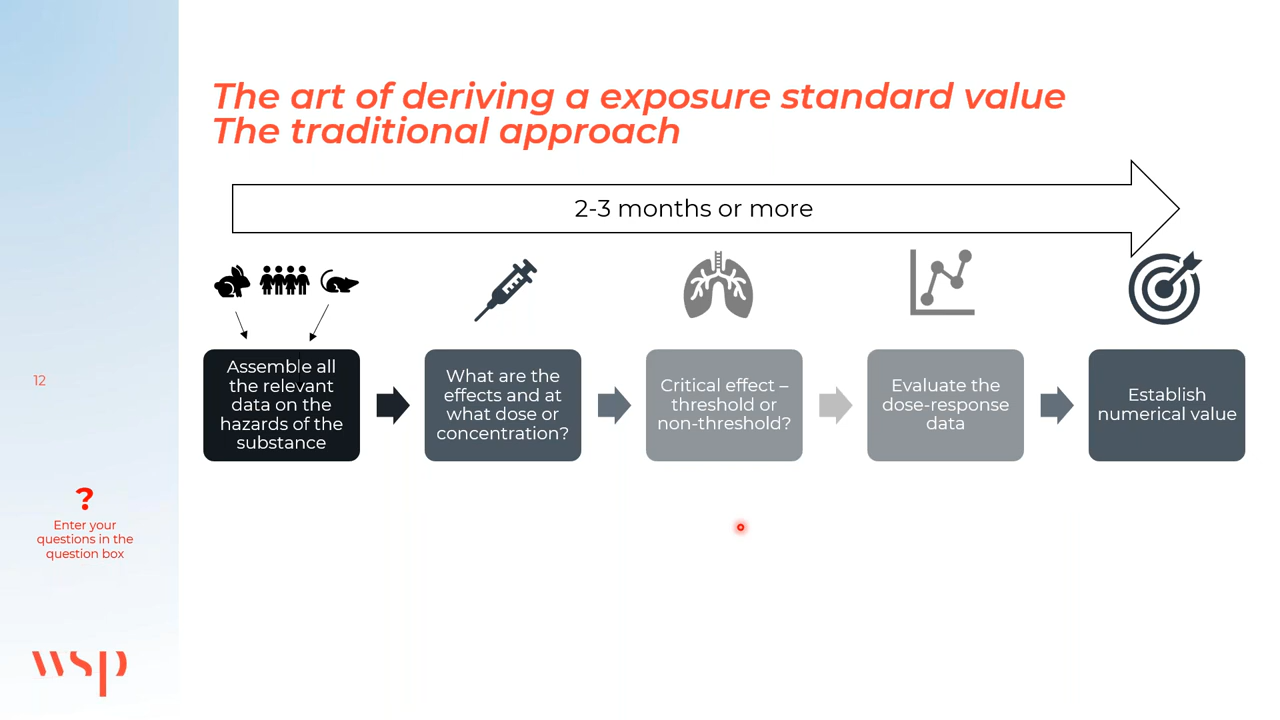 The art of deriving a exposure standard value
The traditional approach
2-3 months or more
Assemble all
the relevant
data on the
hazards of the
substance
What are the
effects and at
what dose or
concentration?
Critical effect –
threshold or
non-threshold?
Evaluate the
dose-response
data
Establish
numerical value
12
?
Enter your
questions in the
question box
wsp